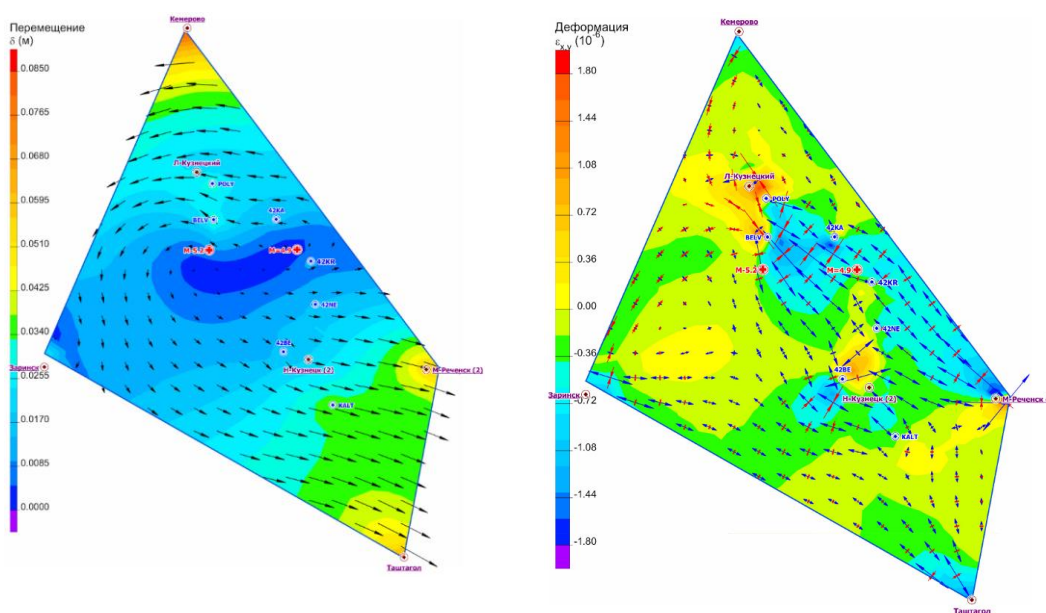 Перемещение
δ (м)
0.0850
0.0765
0.0680
0.0595
0.0510
0.0425
0.0340
0.0255
0.0170
0.0085
0.0000
Кемерово
Л-Кузнецкий
POLY
BELV
42KA
M-5.2
M=4.9
42KR
42NE
42BE
Н-Кузнецк (2)
М-Реченск (2)
Заринск
KALT
Таштагол
Деформация
εx,y (10-6)
1.80
1.44
1.08
0.72
0.36
0.00
-0.36
-0.72
-1.08
-1.44
-1.80
Кемерово
Л-Кузнецкий
POLY
BELV
42KA
M-5.2
M=4.9
42KR
42NE
42BE
Н-Кузнецк (2)
М-Реченск
Заринск
KALT
Таштагол